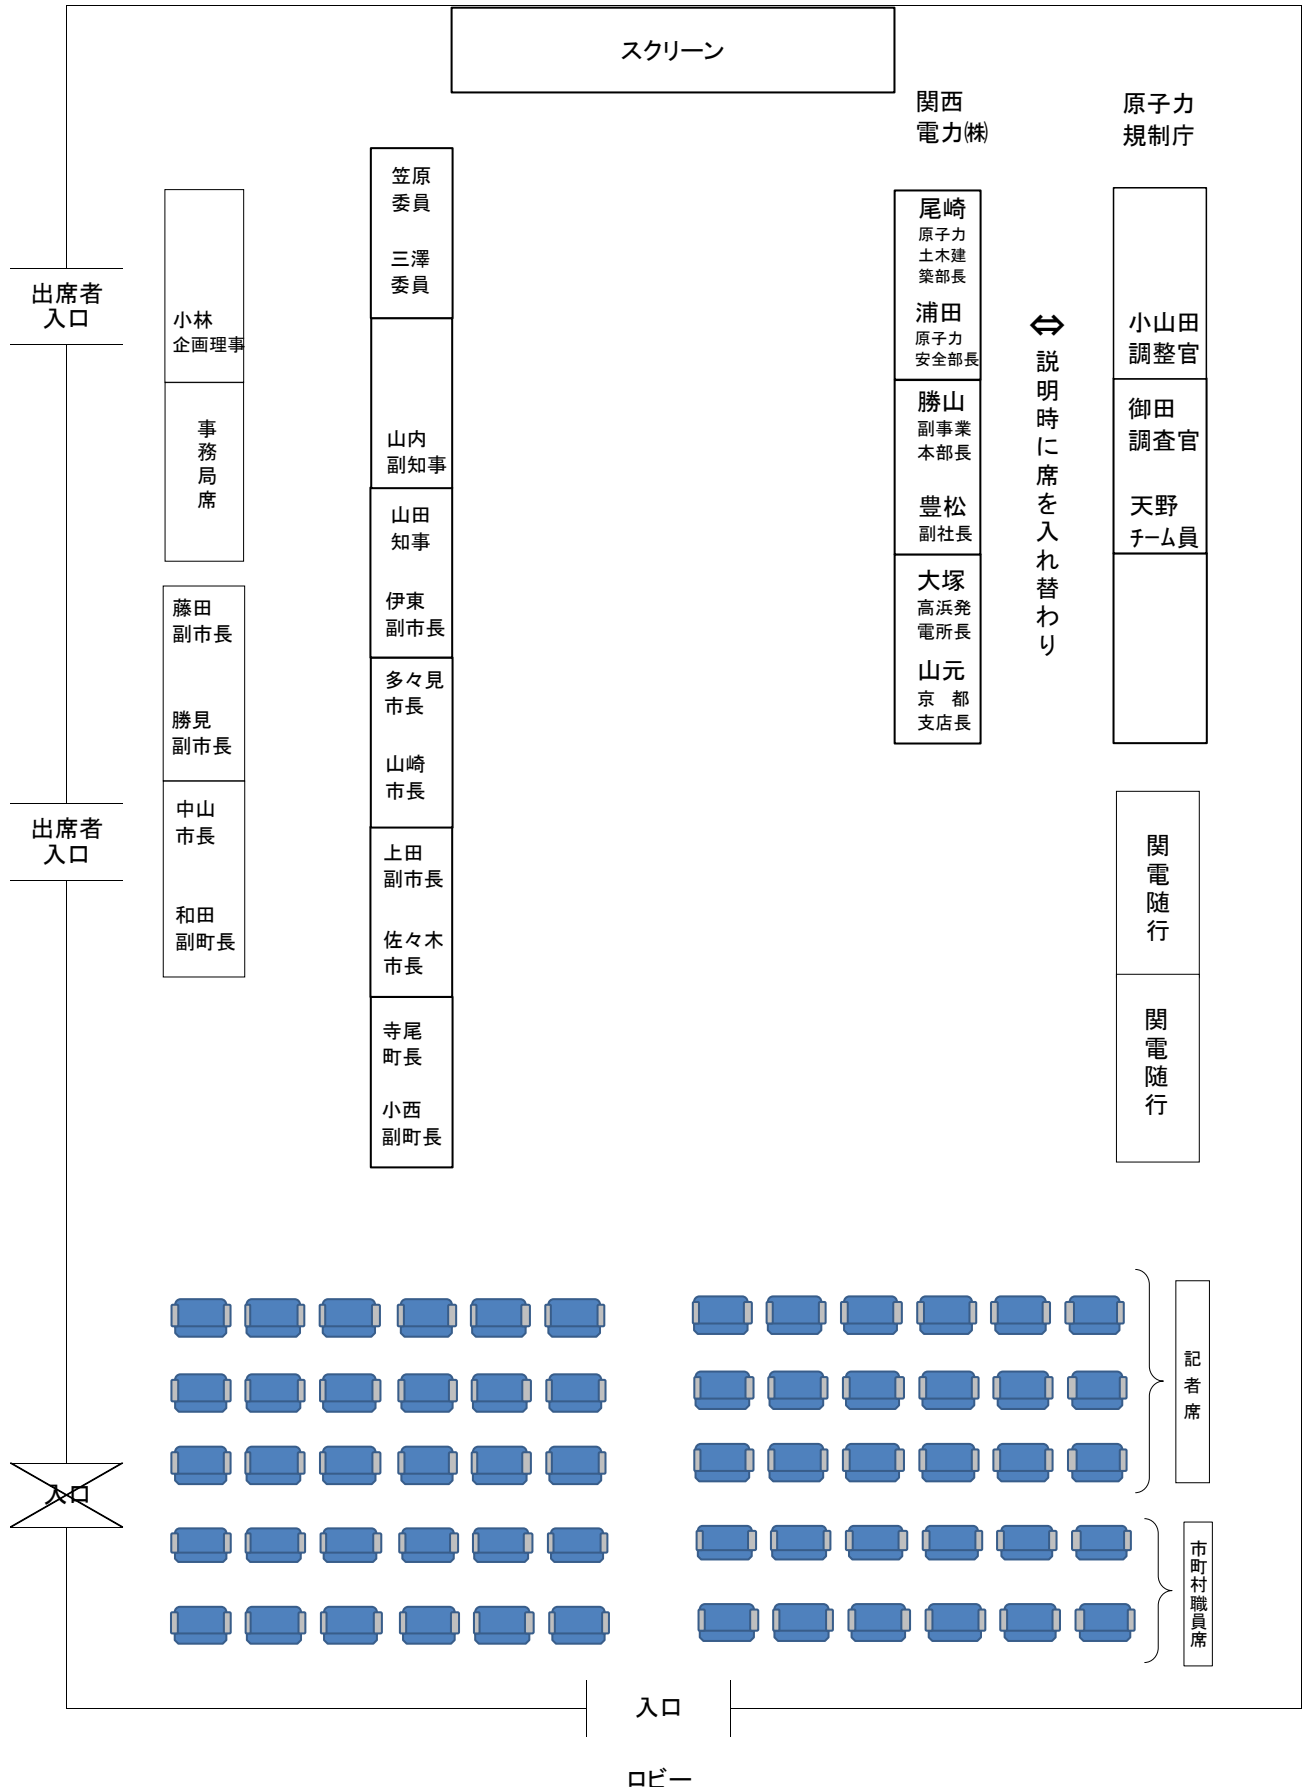 スクリーン
関西
電力㈱
原子力
規制庁
出席者
入口
小林
企画理事
事務局席
藤田
副市長
勝見
副市長
出席者
入口
中山
市長
和田
副町長
笠原
委員
三澤
委員
山内
副知事
山田
知事
伊東
副市長
多々見
市長
山崎
市長
上田
副市長
佐々木
市長
寺尾
町長
小西
副町長
尾崎
原子力
土木建
築部長
浦田
原子力
安全部長
勝山
副事業
本部長
豊松
副社長
大塚
高浜発
電所長
山元
京 都
支店長
⇔説明時に席を入れ替わり
小山田
調整官
御田
調査官
天野
チーム員
関電随行
関電随行
記者席
入口
市町村職員席
入口
ロビー